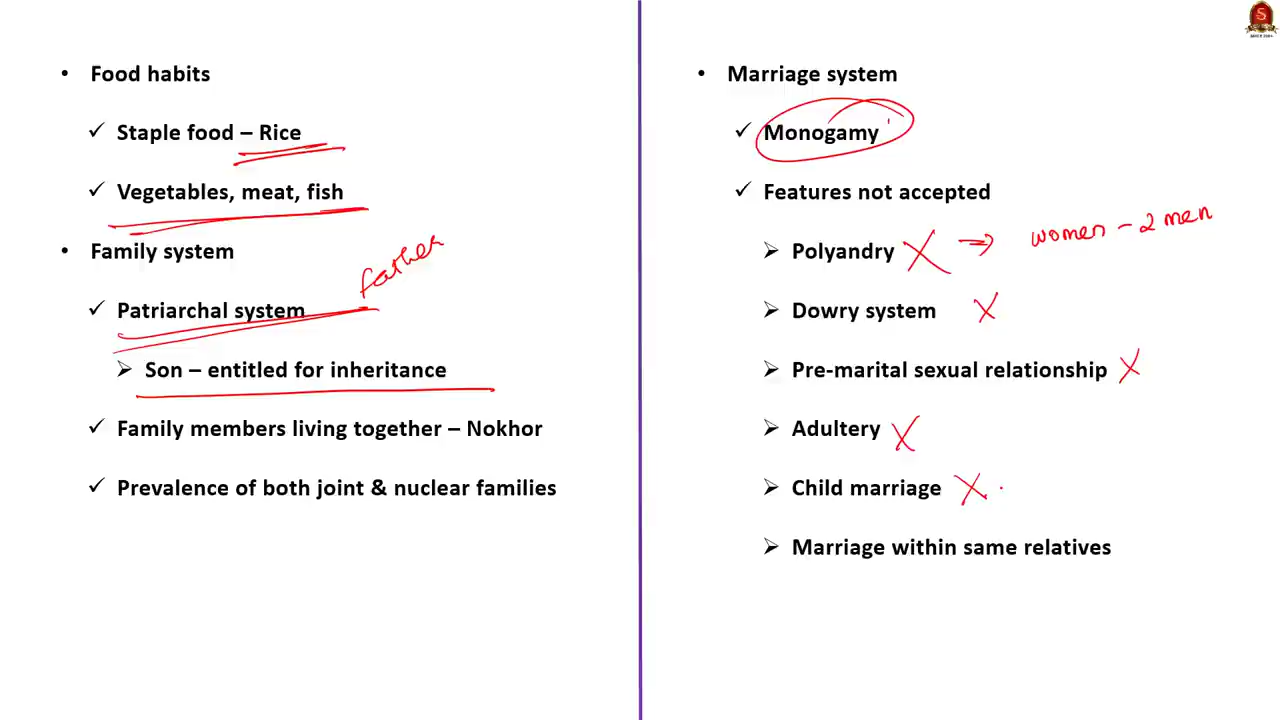 • Food habits
✓ Staple food – Rice
✓ Vegetables, meat, fish
• Family system
father
✓ Patriarchal system
➢ Son – entitled for inheritance
✓ Family members living together – Nokhor
✓ Prevalence of both joint & nuclear families
• Marriage system
✓ Monogamy
✓ Features not accepted
➢ Polyandry X ⇒ women – 2 men
➢ Dowry system X
➢ Pre-marital sexual relationship X
➢ Adultery X
➢ Child marriage X
➢ Marriage within same relatives
S